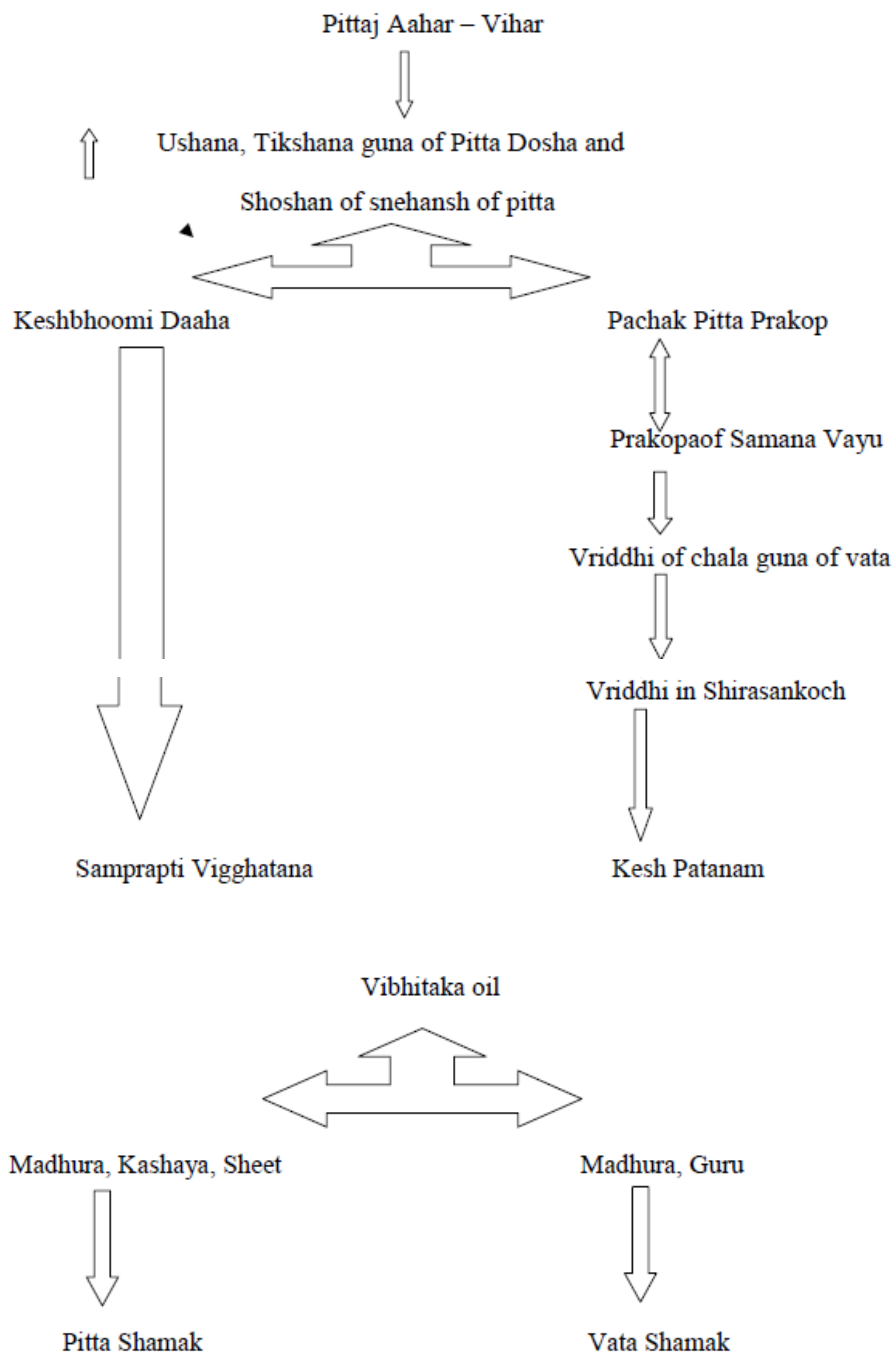 Pittaj Aahar – Vihar
Ushana, Tikshana guna of Pitta Dosha and
Shoshan of snehansh of pitta
Keshbhoomi Daaha
Pachak Pitta Prakop
Prakopaof Samana Vayu
Vriddhi of chala guna of vata
Vriddhi in Shirasankoch
Samprapti Vigghatana
Kesh Patanam
Vibhitaka oil
Madhura, Kashaya, Sheet
Madhura, Guru
Pitta Shamak
Vata Shamak